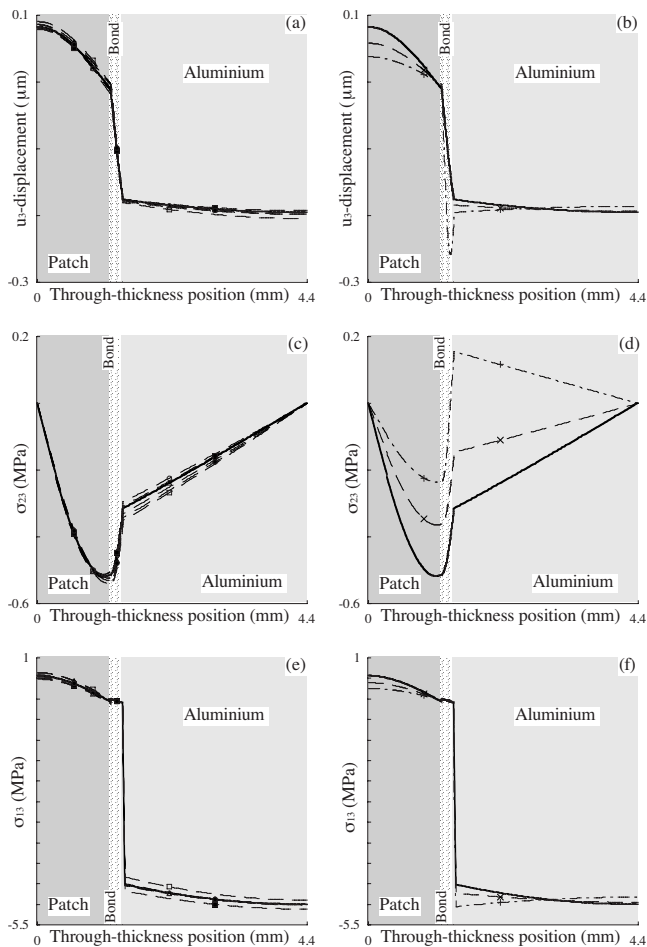 0.1
(a)
Bond
Aluminium
u3-displacement ( μm)
Patch
-0.3
0
Through-thickness position (mm)
4.4
0.1
(b)
Bond
Aluminium
u3-displacement ( μm)
Patch
-0.3
0
Through-thickness position (mm)
4.4
0.2
(c)
Bond
σ23 (MPa)
Patch
Aluminium
-0.6
0
Through-thickness position (mm)
4.4
0.2
(d)
Bond
σ23 (MPa)
Patch
Aluminium
-0.6
0
Through-thickness position (mm)
4.4
1
(e)
Aluminium
σ13 (MPa)
Patch
Bond
-5.5
0
Through-thickness position (mm)
4.4
1
(f)
Aluminium
σ13 (MPa)
Patch
Bond
-5.5
0
Through-thickness position (mm)
4.4